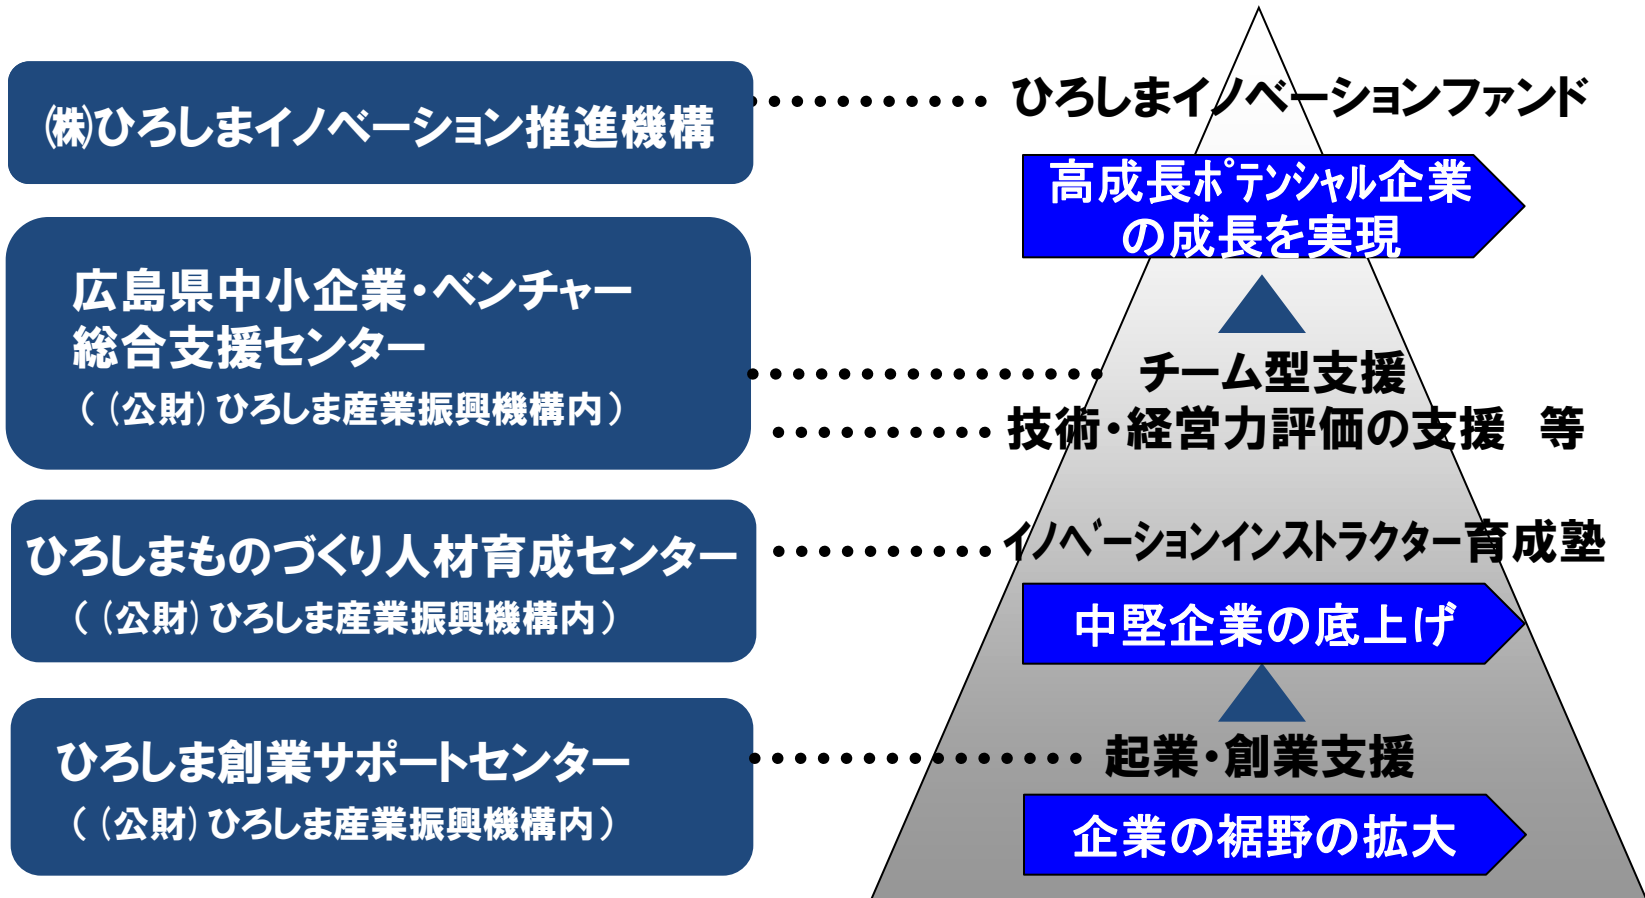 ㈱ひろしまイノベーション推進機構
ひろしまイノベーションファンド
高成長ﾎﾟﾃﾝｼｬﾙ企業
の成長を実現
広島県中小企業・ベンチャー
総合支援センター
（（公財）ひろしま産業振興機構内）
チーム型支援
技術・経営力評価の支援　等
ひろしまものづくり人材育成センター
（（公財）ひろしま産業振興機構内）
ｲﾉﾍﾞｰｼｮﾝｲﾝｽﾄﾗｸﾀｰ育成塾
中堅企業の底上げ
ひろしま創業サポートセンター
（（公財）ひろしま産業振興機構内）
起業・創業支援
企業の裾野の拡大